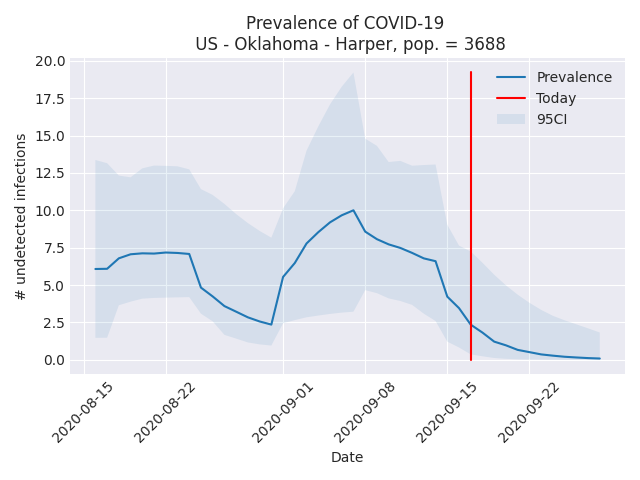 Prevalence of COVID-19
US - Oklahoma - Harper, pop. = 3688
20.0
17.5
15.0
12.5
10.0
7.5
5.0
2.5
0.0
# undetected infections
Prevalence
Today
95CI
2020-08-15
2020-08-22
2020-09-01
2020-09-08
2020-09-15
2020-09-22
Date